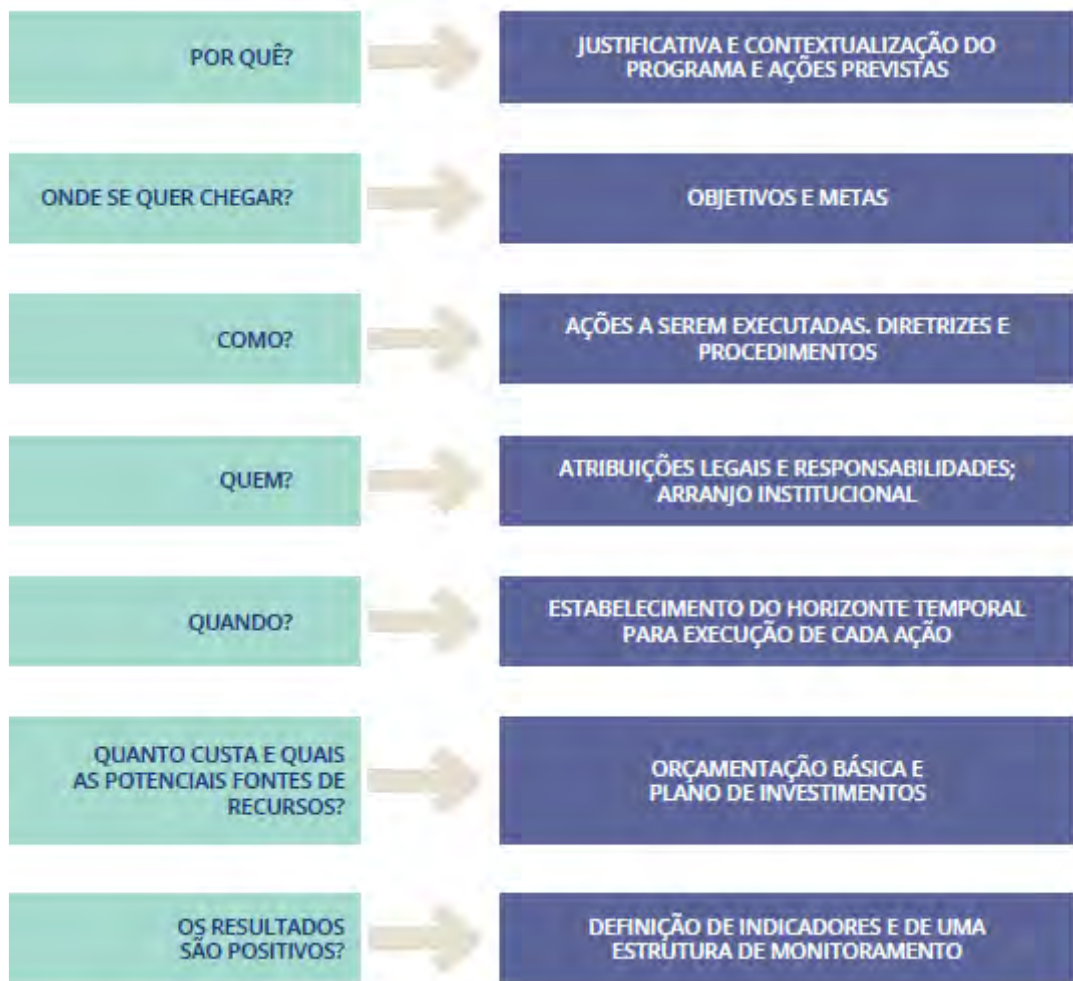 POR QUÊ?
JUSTIFICATIVA E CONTEXTUALIZAÇÃO DO
PROGRAMA E AÇÕES PREVISTAS
ONDE SE QUER CHEGAR?
OBJETIVOS E METAS
COMO?
AÇÕES A SEREM EXECUTADAS. DIRETRIZES E
PROCEDIMENTOS
QUEM?
ATRIBUIÇÕES LEGAIS E RESPONSABILIDADES;
ARRANJO INSTITUCIONAL
QUANDO?
ESTABELECIMENTO DO HORIZONTE TEMPORAL
PARA EXECUÇÃO DE CADA AÇÃO
QUANTO CUSTA E QUAIS
AS POTENCIAIS FONTES DE
RECURSOS?
ORÇAMENTAÇÃO BÁSICA E
PLANO DE INVESTIMENTOS
OS RESULTADOS
SÃO POSITIVOS?
DEFINIÇÃO DE INDICADORES E DE UMA
ESTRUTURA DE MONITORAMENTO